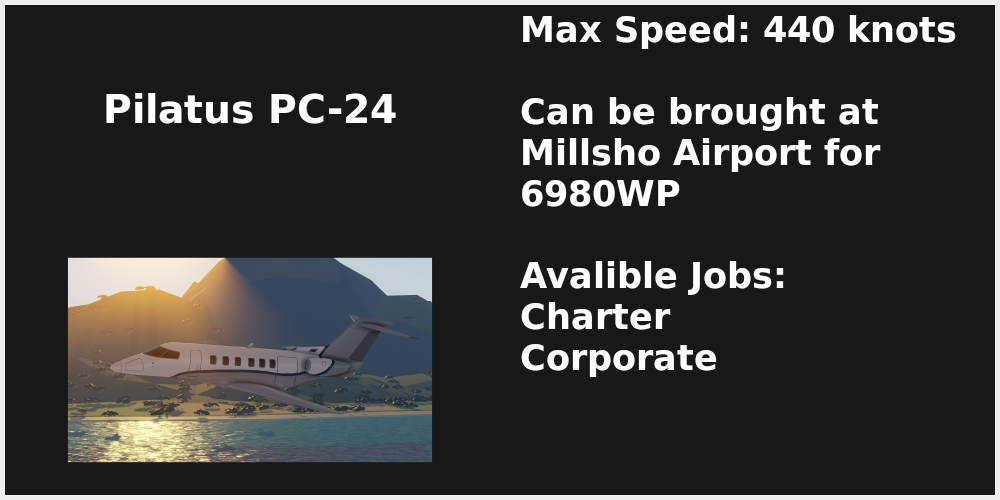 Pilatus PC-24
Max Speed: 440 knots
Can be brought at
Millsho Airport for
6980WP
Avalible Jobs:
Charter
Corporate